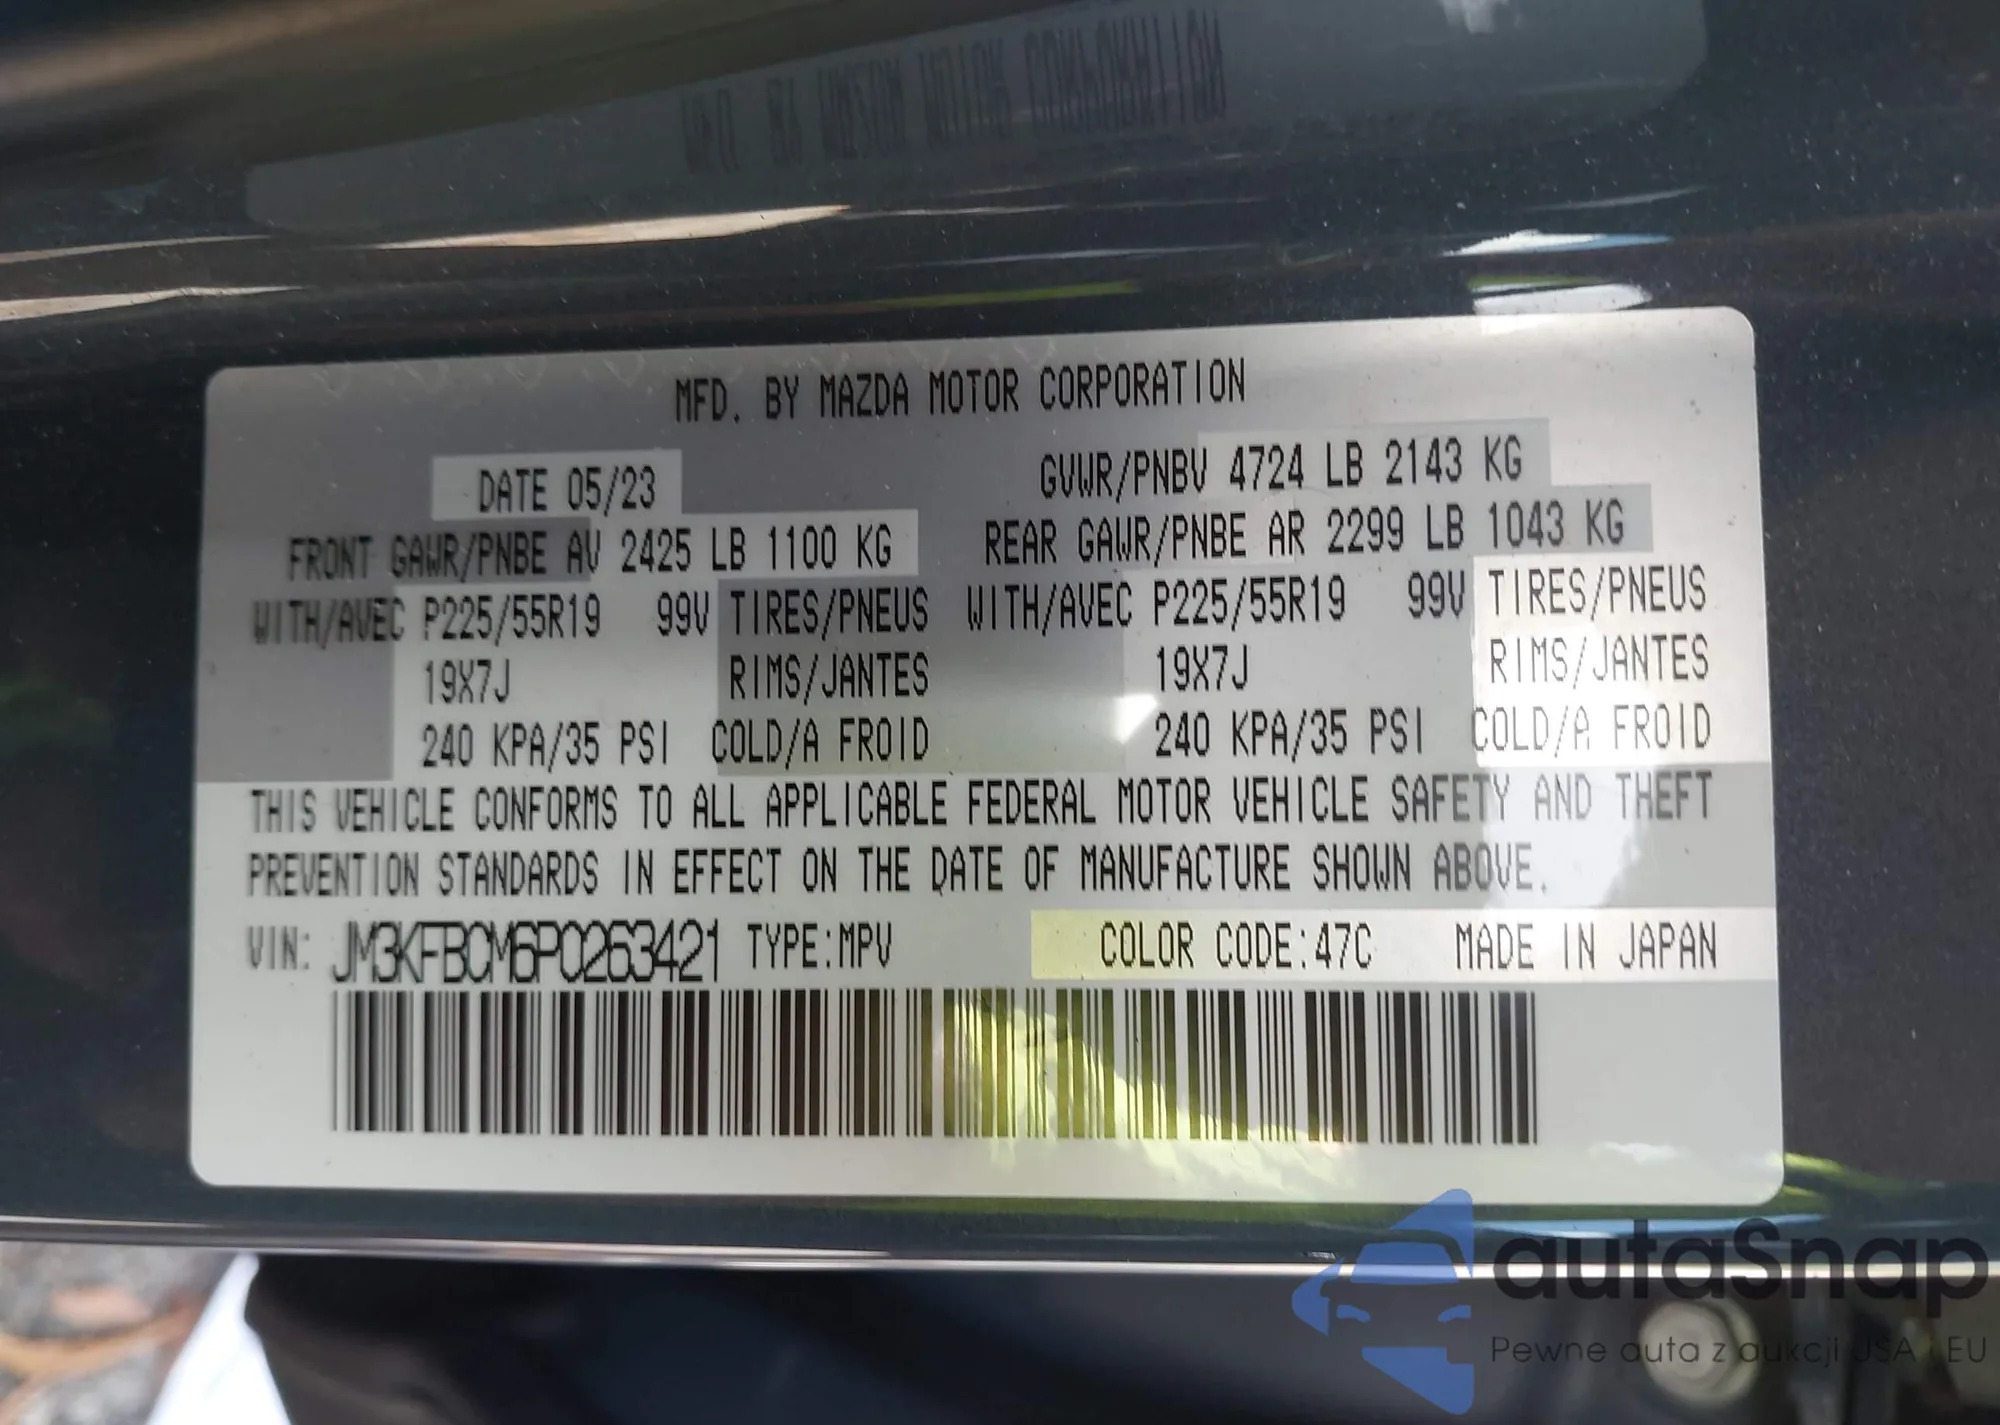 MFD. BY MAZDA MOTOR CORPORATION
DATE 05/23 GVWR/PNBV 4724 LB 2143 KG
FRONT GAWR/PNBE AV 2425 LB 1100 KG REAR GAWR/PNBE AR 2299 LB 1043 KG
WITH/AVEC P225/55R19 99V TIRES/PNEUS WITH/AVEC P225/55R19 99V TIRES/PNEUS
19X7J RIMS/JANTES 19X7J RIMS/JANTES
240 KPA/35 PSI COLD/A FROID 240 KPA/35 PSI COLD/A FROID
THIS VEHICLE CONFORMS TO ALL APPLICABLE FEDERAL MOTOR VEHICLE SAFETY AND THEFT
PREVENTION STANDARDS IN EFFECT ON THE DATE OF MANUFACTURE SHOWN ABOVE.
VIN: JM3KFBCM6P0263421 TYPE:MPV COLOR CODE:47C MADE IN JAPAN
autaSnap
Pewne auta z aukcji USA i EU